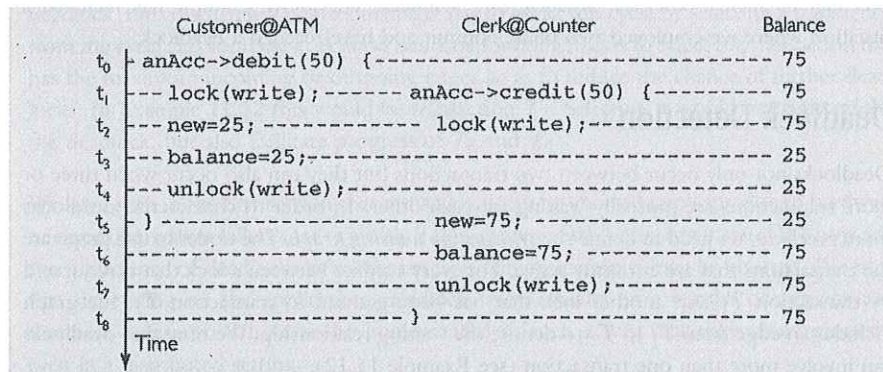 Customer@ATM Clerk@Counter Balance
t0 anAcc->debit(50) { 75
t1 lock(write); anAcc->credit(50) { 75
t2 new=25; lock(write); 75
t3 balance=25; 25
t4 unlock(write); 25
t5 } new=75; 25
t6 balance=75; 75
t7 unlock(write); 75
t8 } 75
Time